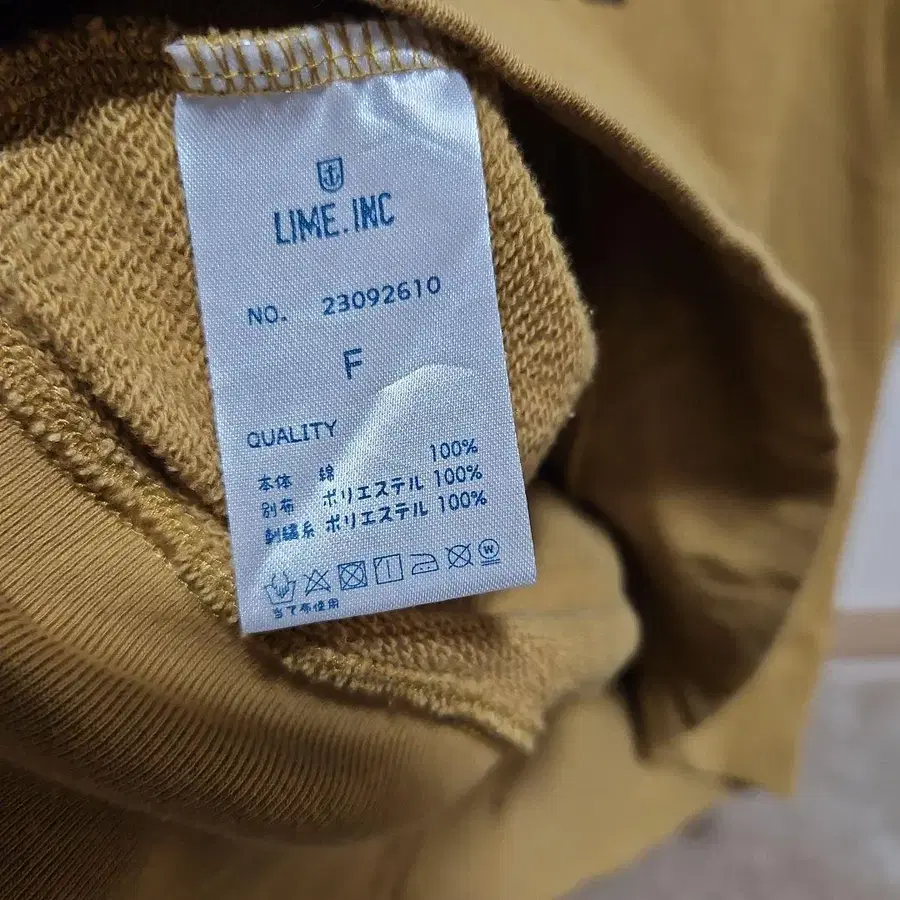 LIME.INC
NO. 23092610
F
QUALITY
本体 綿 100%
別布 ポリエステル 100%
刺繍糸 ポリエステル 100%
W
当て布使用